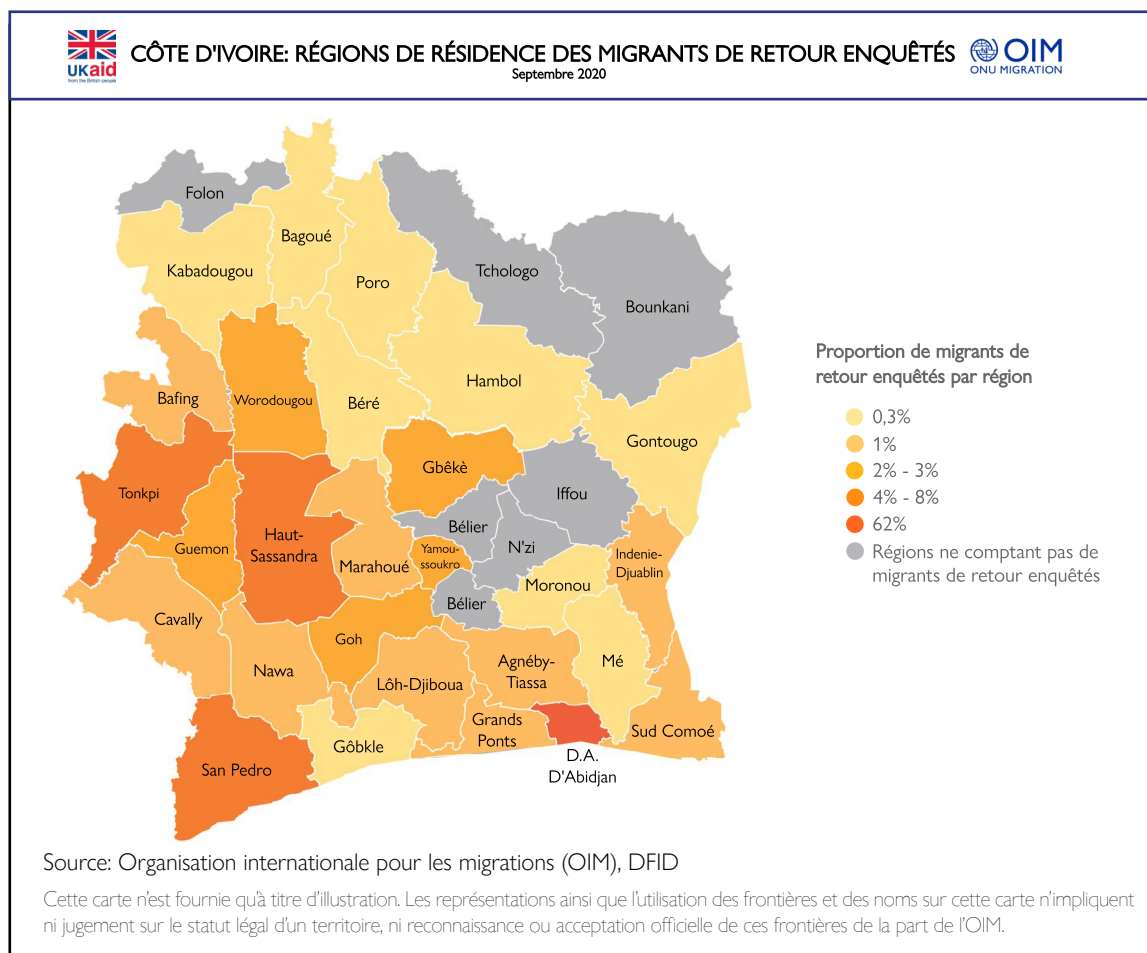 UKaid
from the British people
CÔTE D'IVOIRE: RÉGIONS DE RÉSIDENCE DES MIGRANTS DE RETOUR ENQUÊTÉS
Septembre 2020
OIM
ONU MIGRATION
Folon
Bagoué
Kabadougou
Poro
Tchologo
Bounkani
Bafing
Worodougou
Béré
Hambol
Gontougo
Tonkpi
Gbêkè
Iffou
Guemon
Haut-
Sassandra
Marahoué
Bélier
N'zi
Yamou-
ssoukro
Indenie-
Djuablin
Moronou
Bélier
Cavally
Goh
Nawa
Lôh-Djiboua
Agnéby-
Tiassa
Mé
Grands
Ponts
Sud Comoé
Gôbkle
San Pedro
D.A.
D'Abidjan
Proportion de migrants de
retour enquêtés par région
0,3%
1%
2% - 3%
4% - 8%
62%
Régions ne comptant pas de
migrants de retour enquêtés
Source: Organisation internationale pour les migrations (OIM), DFID
Cette carte n'est fournie qu'à titre d'illustration. Les représentations ainsi que l'utilisation des frontières et des noms sur cette carte n'impliquent
ni jugement sur le statut légal d'un territoire, ni reconnaissance ou acceptation officielle de ces frontières de la part de l'OIM.